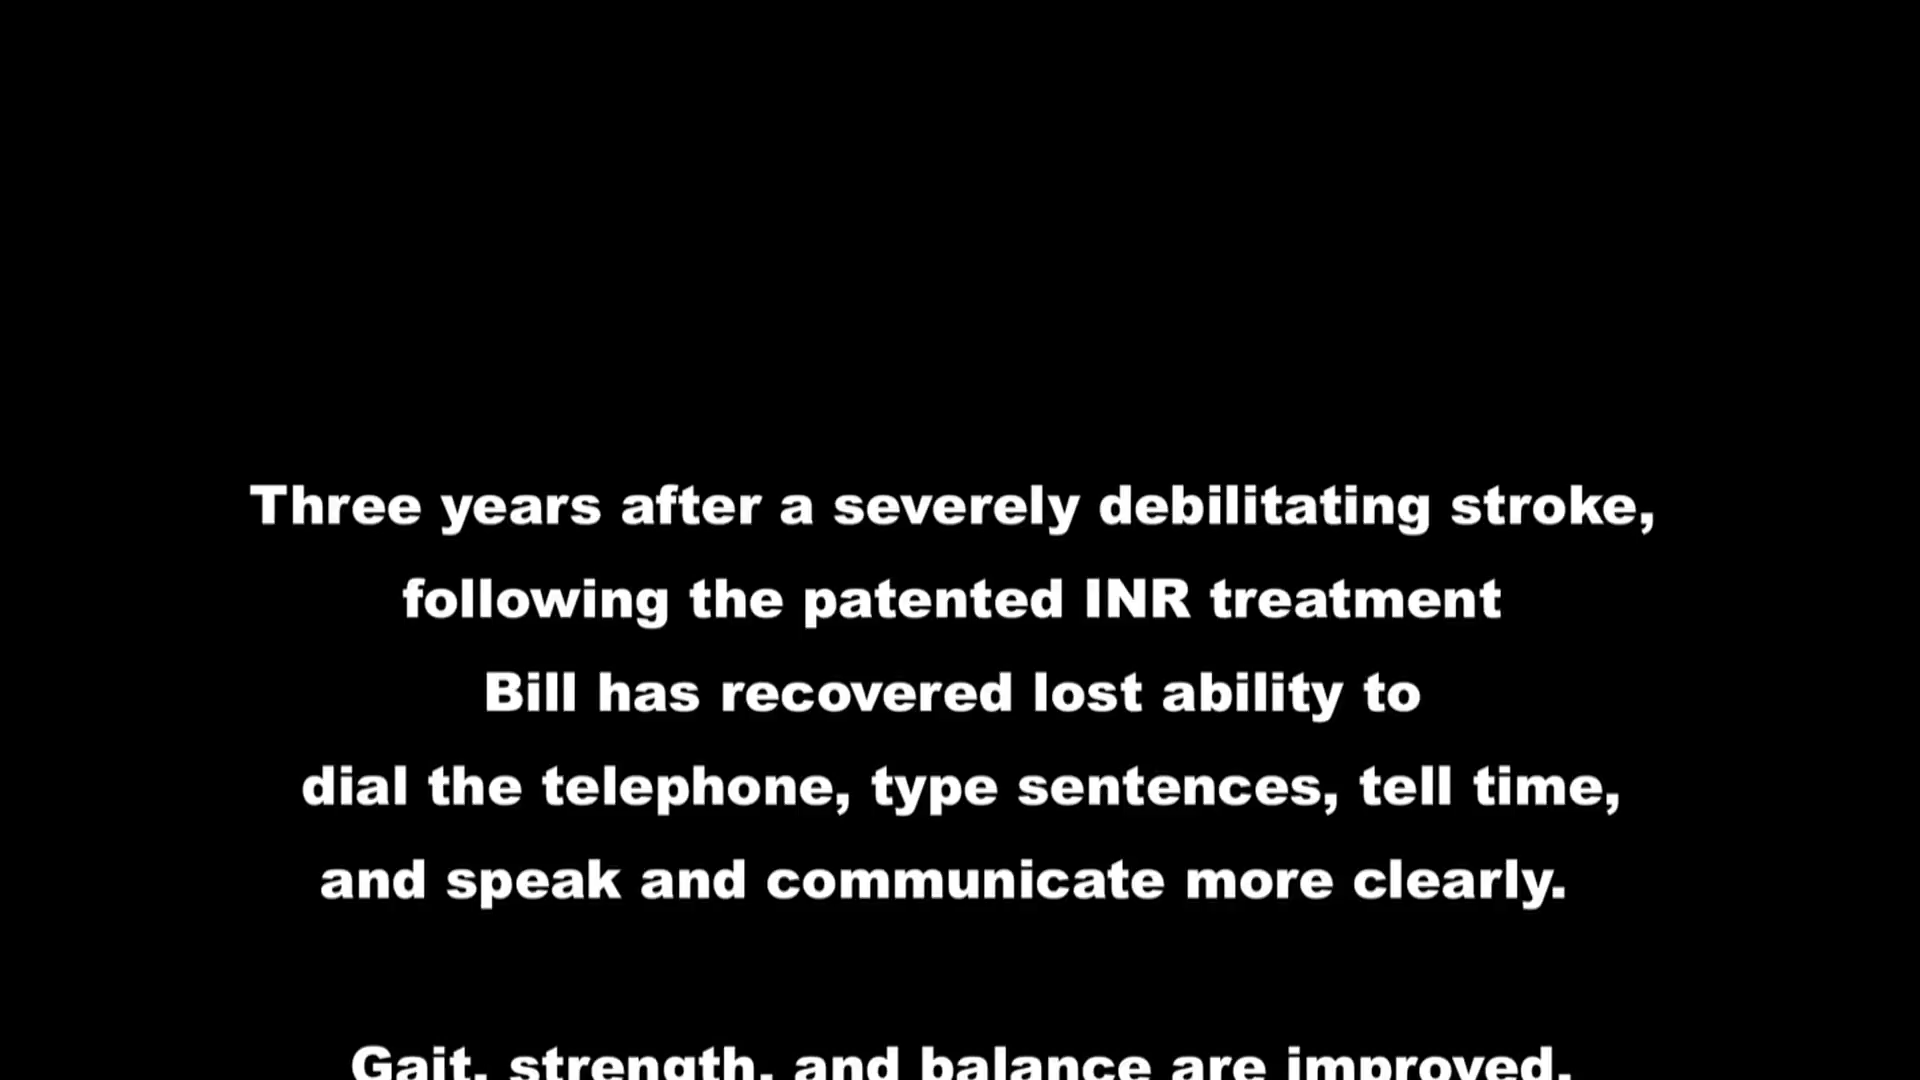 Three years after a severely debilitating stroke,
following the patented INR treatment
Bill has recovered lost ability to
dial the telephone, type sentences, tell time,
and speak and communicate more clearly.
Gait, strength, and balance are improved.